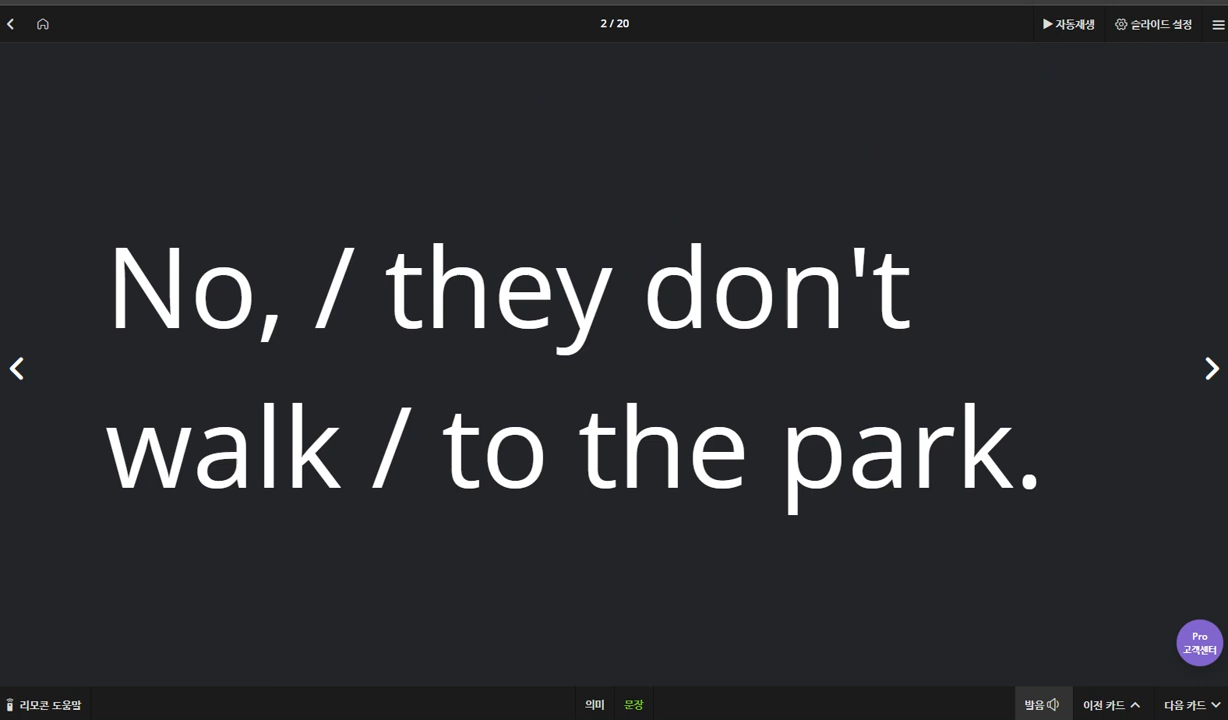 2 / 20
자동재생
슬라이드 설정
No, / they don't
walk / to the park.
Pro
고객센터
리모콘 도움말
의미
문장
발음
이전 카드
다음 카드